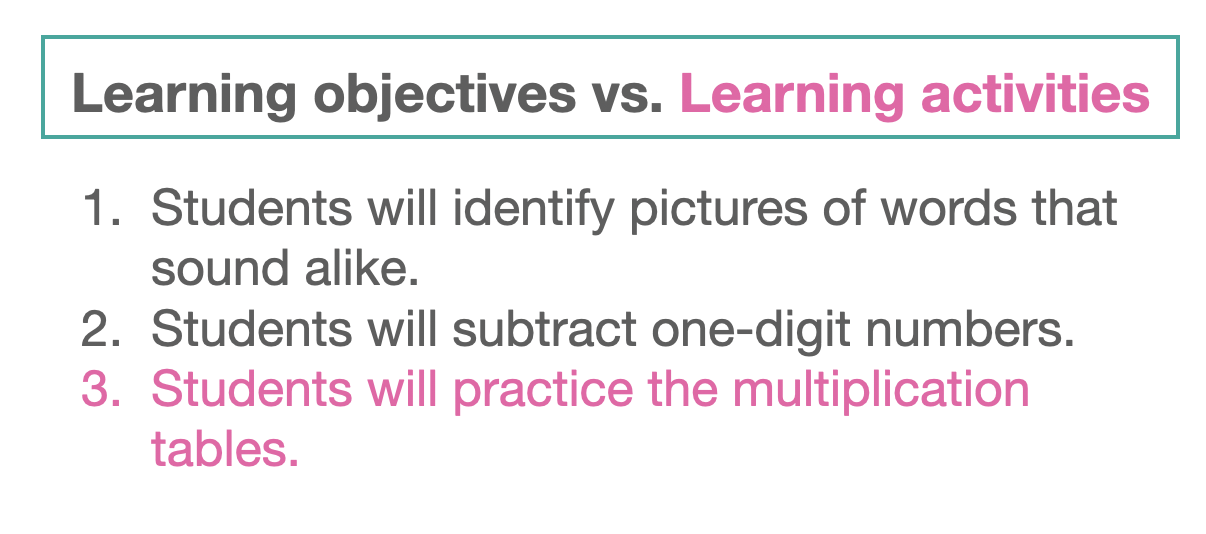 Learning objectives vs. Learning activities
1. Students will identify pictures of words that
sound alike.
2. Students will subtract one-digit numbers.
3. Students will practice the multiplication
tables.